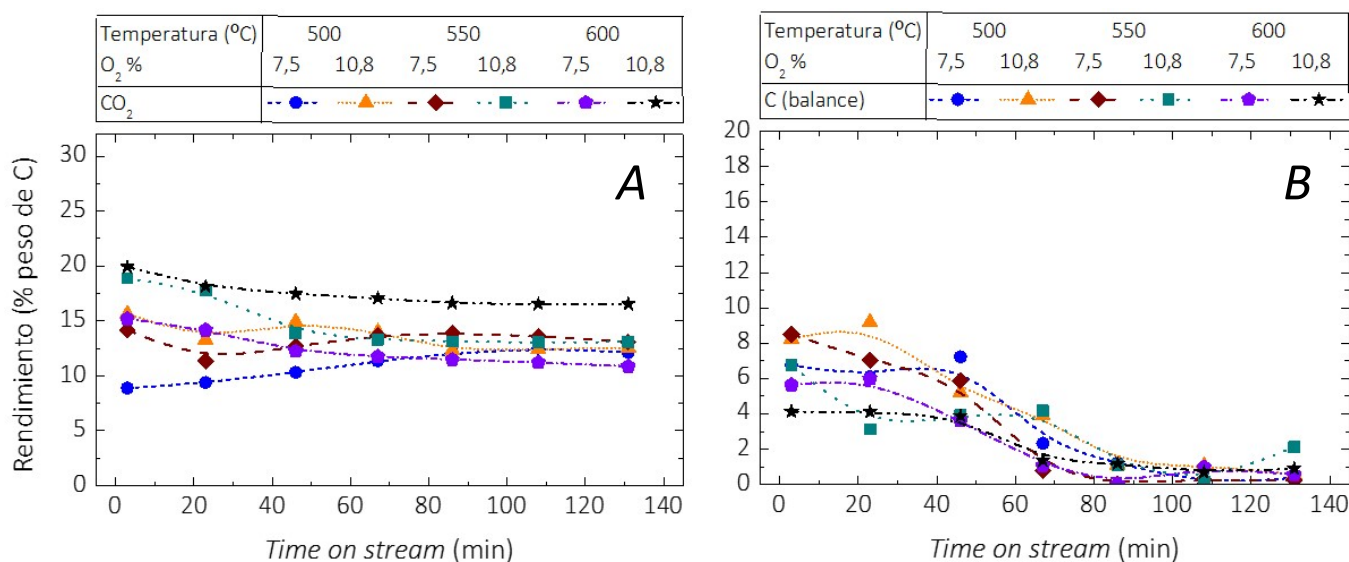 Temperatura (ºC) 500 550 600
O2 % 7,5 10,8 7,5 10,8 7,5 10,8
CO2
A
30
25
20
15
10
5
0
0 20 40 60 80 100 120 140
Rendimiento (% peso de C)
Time on stream (min)
Temperatura (ºC) 500 550 600
O2 % 7,5 10,8 7,5 10,8 7,5 10,8
C (balance)
B
20
18
16
14
12
10
8
6
4
2
0
0 20 40 60 80 100 120 140
Time on stream (min)